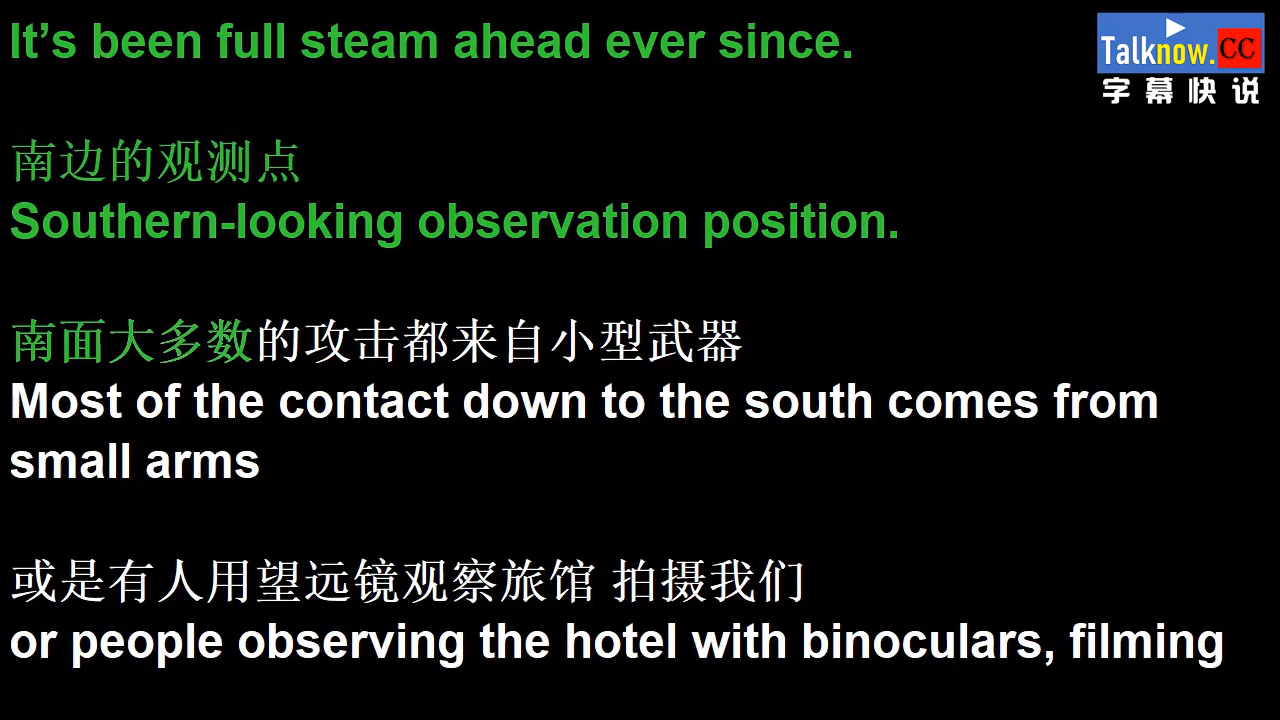 It’s been full steam ahead ever since.
Talknow.CC
字幕快说
南边的观测点
Southern-looking observation position.
南面大多数的攻击都来自小型武器
Most of the contact down to the south comes from
small arms
或是有人用望远镜观察旅馆 拍摄我们
or people observing the hotel with binoculars, filming